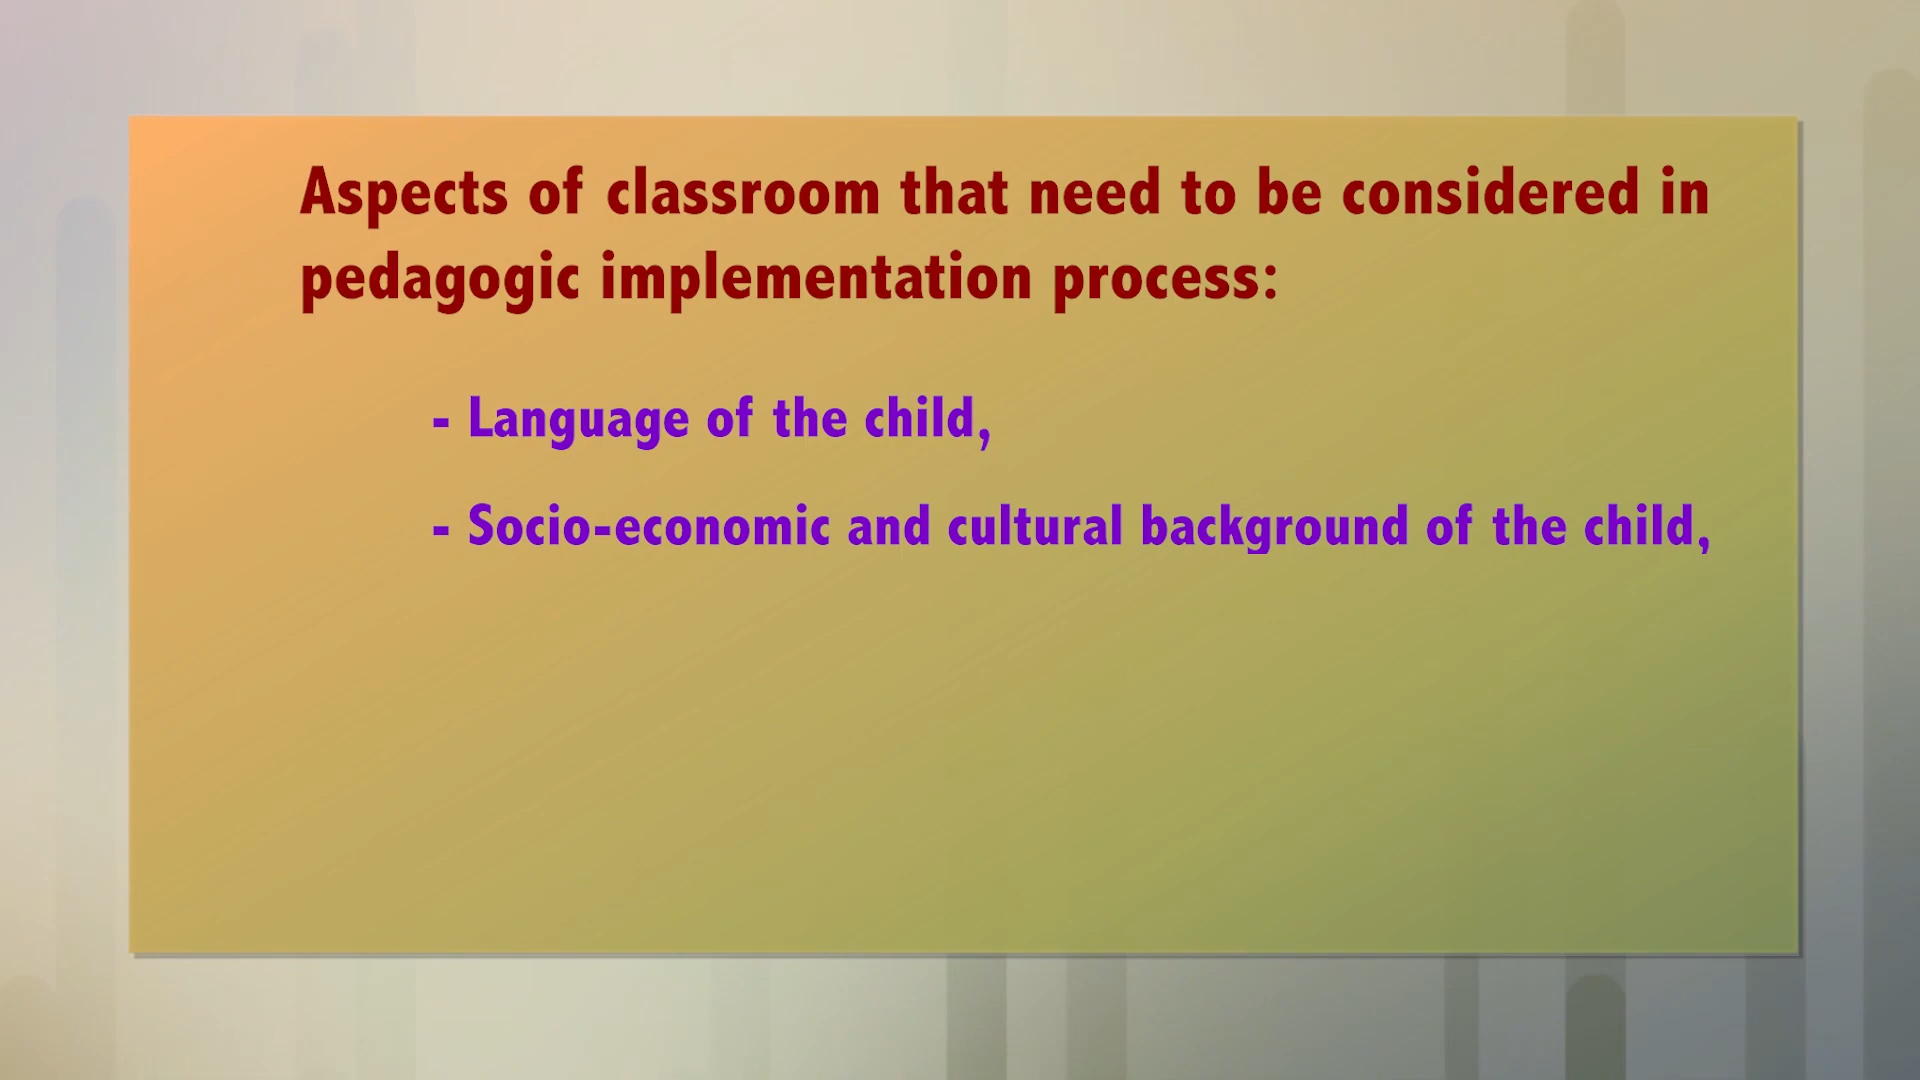 Aspects of classroom that need to be considered in
pedagogic implementation process:
- Language of the child,
- Socio-economic and cultural background of the child,